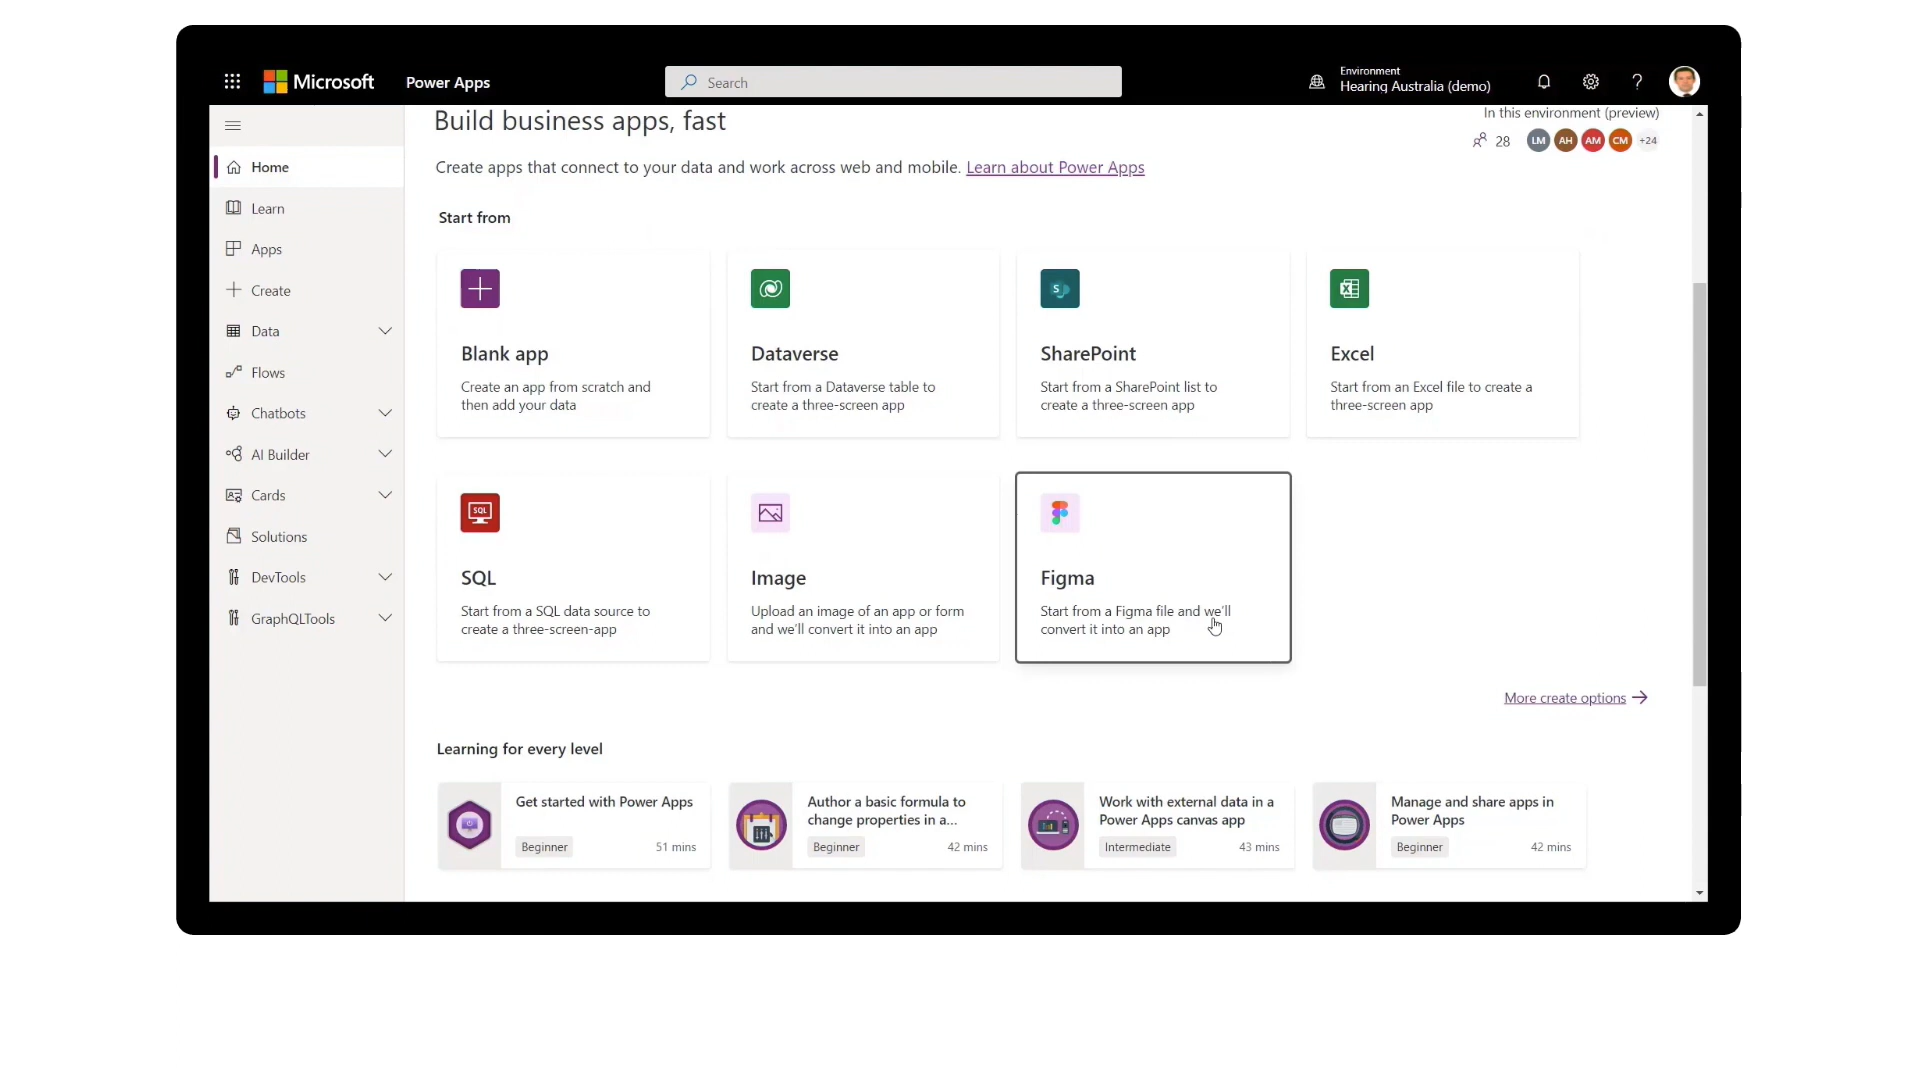 Microsoft
Power Apps
Search
Environment
Hearing Australia (demo)
?
Home
Learn
Apps
Create
Data
Flows
Chatbots
AI Builder
Cards
Solutions
DevTools
GraphQLTools
Build business apps, fast
In this environment (preview)
28
LM
AH
AM
CM
+24
Create apps that connect to your data and work across web and mobile. Learn about Power Apps
Start from
Blank app
Create an app from scratch and
then add your data
Dataverse
Start from a Dataverse table to
create a three-screen app
S
SharePoint
Start from a SharePoint list to
create a three-screen app
X
Excel
Start from an Excel file to create a
three-screen app
SQL
SQL
Start from a SQL data source to
create a three-screen-app
Image
Upload an image of an app or form
and we'll convert it into an app
Figma
Start from a Figma file and we'll
convert it into an app
More create options
Learning for every level
Get started with Power Apps
Beginner
51 mins
Author a basic formula to
change properties in a...
Beginner
42 mins
Work with external data in a
Power Apps canvas app
Intermediate
43 mins
Manage and share apps in
Power Apps
Beginner
42 mins